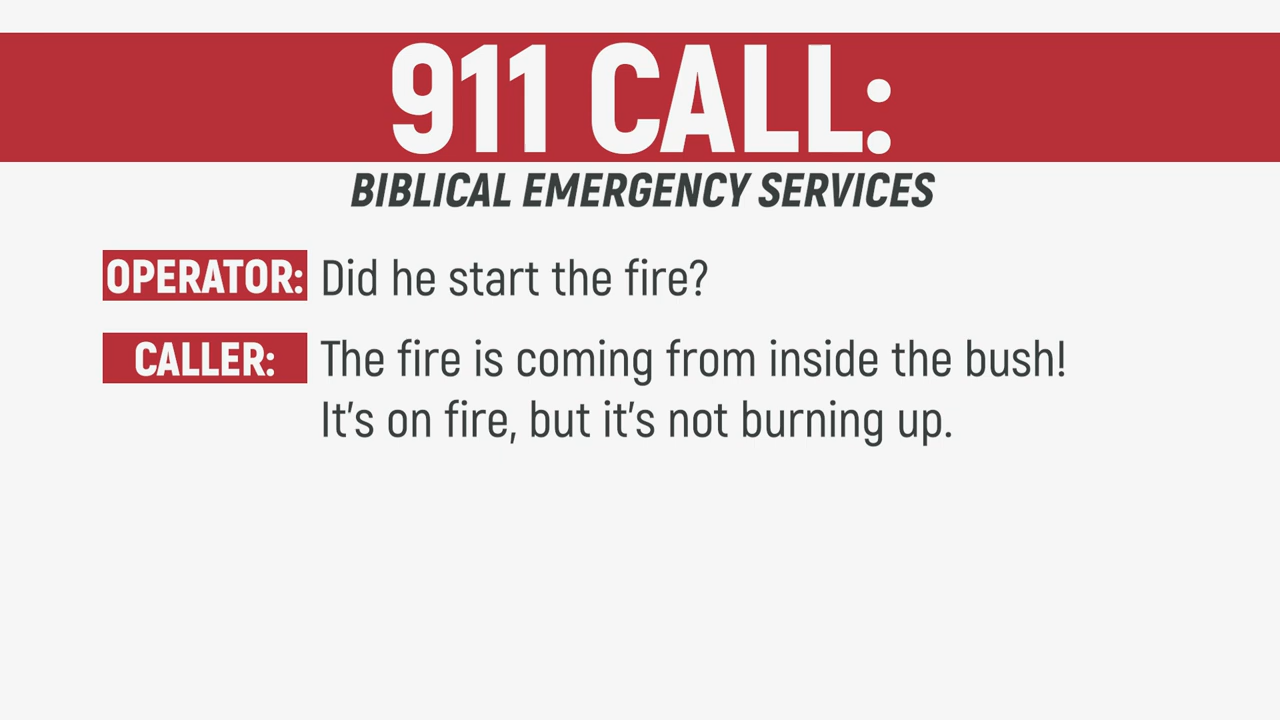 911 CALL:
BIBLICAL EMERGENCY SERVICES
OPERATOR: Did he start the fire?
CALLER: The fire is coming from inside the bush!
It's on fire, but it's not burning up.